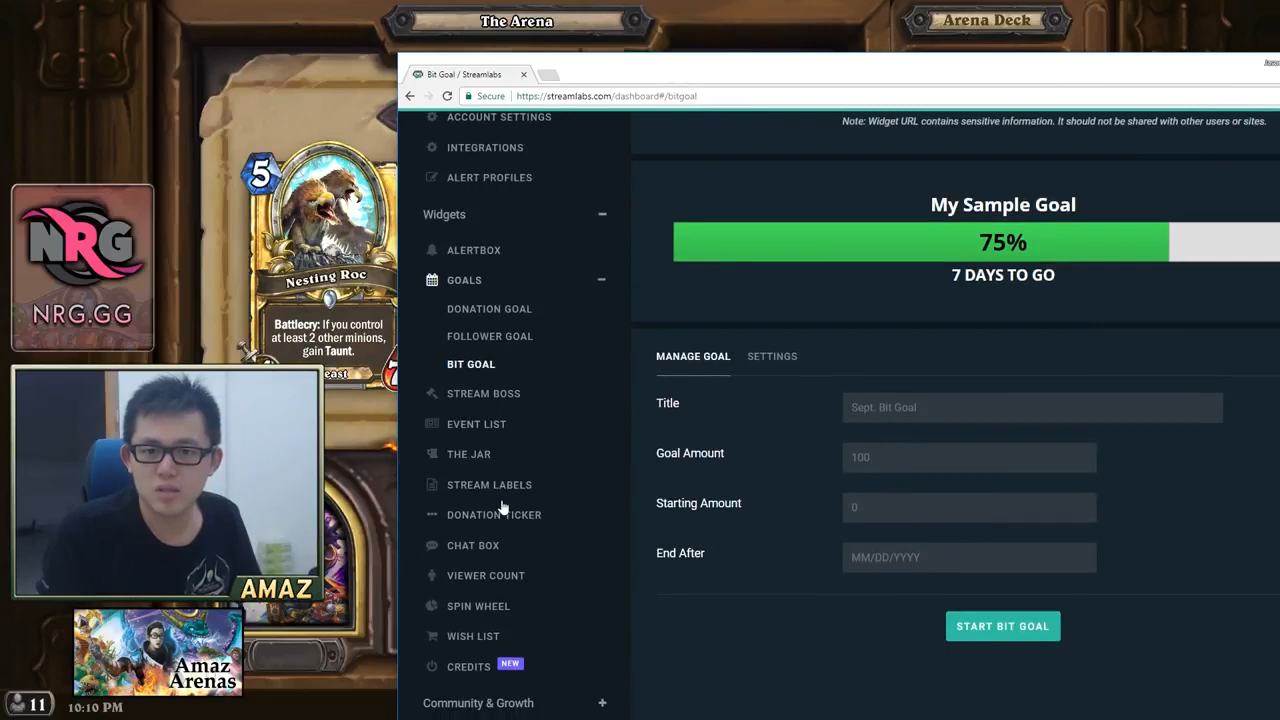 The Arena
Arena Deck
Bit Goal / Streamlabs
Secure
https://streamlabs.com/dashboard#/bitgoal
ACCOUNT SETTINGS
INTEGRATIONS
ALERT PROFILES
Widgets
ALERTBOX
GOALS
DONATION GOAL
FOLLOWER GOAL
BIT GOAL
STREAM BOSS
EVENT LIST
THE JAR
STREAM LABELS
DONATION TICKER
CHAT BOX
VIEWER COUNT
SPIN WHEEL
WISH LIST
CREDITS NEW
Community & Growth
Note: Widget URL contains sensitive information. It should not be shared with other users or sites.
My Sample Goal
75%
7 DAYS TO GO
MANAGE GOAL SETTINGS
Title
Sept. Bit Goal
Goal Amount
100
Starting Amount
0
End After
MM/DD/YYYY
START BIT GOAL
5
Nesting Roc
Battlecry: If you control
at least 2 other minions,
gain Taunt.
NRG
NRG.GG
AMAZ
Amaz
Arenas
11
10:10 PM